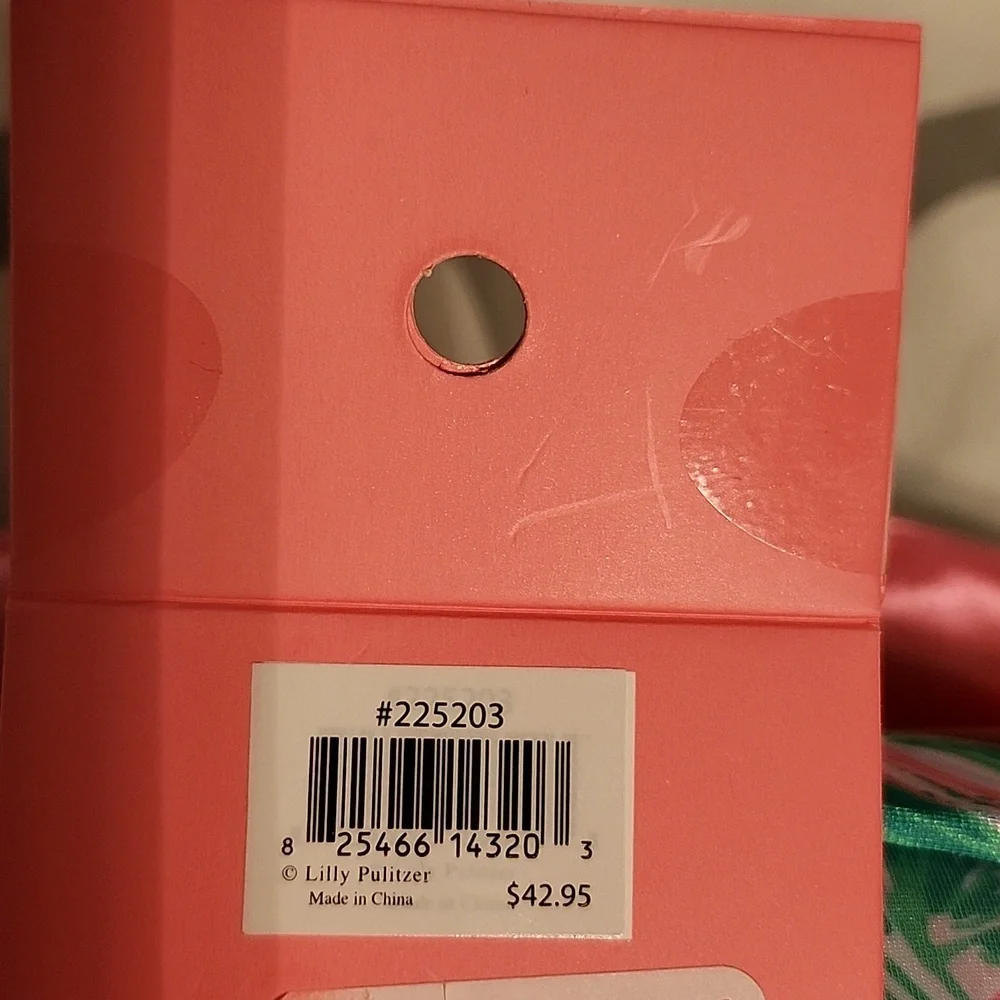 #225203
8 25466 14320 3
© Lilly Pulitzer
Made in China
$42.95